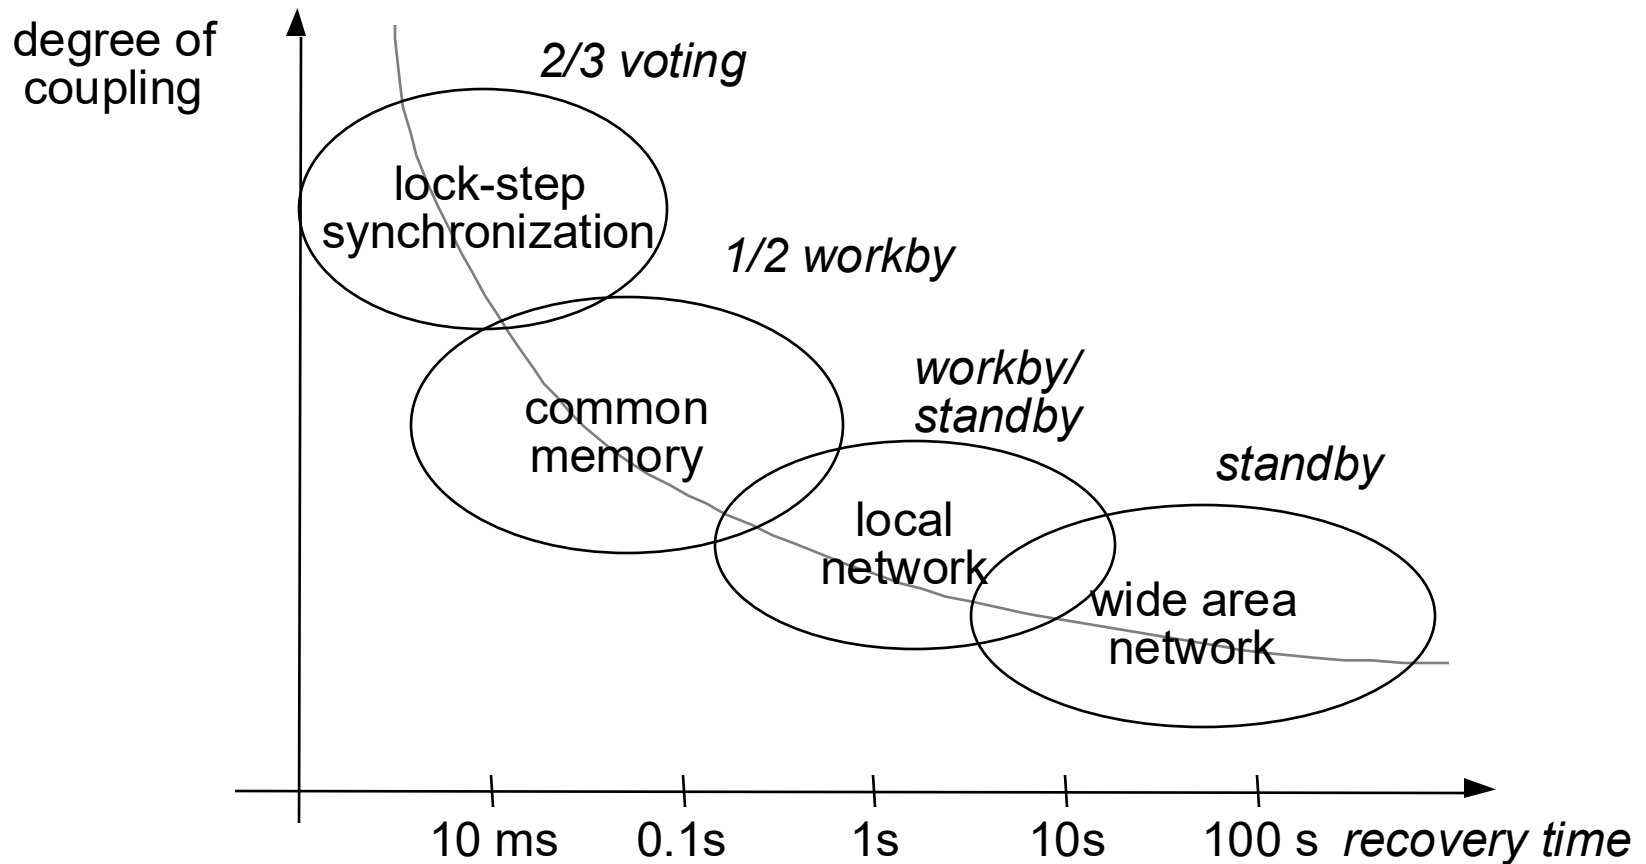 degree of
coupling
2/3 voting
lock-step
synchronization
1/2 workby
common
memory
workby/
standby
local
network
standby
wide area
network
10 ms
0.1s
1s
10s
100 s
recovery time